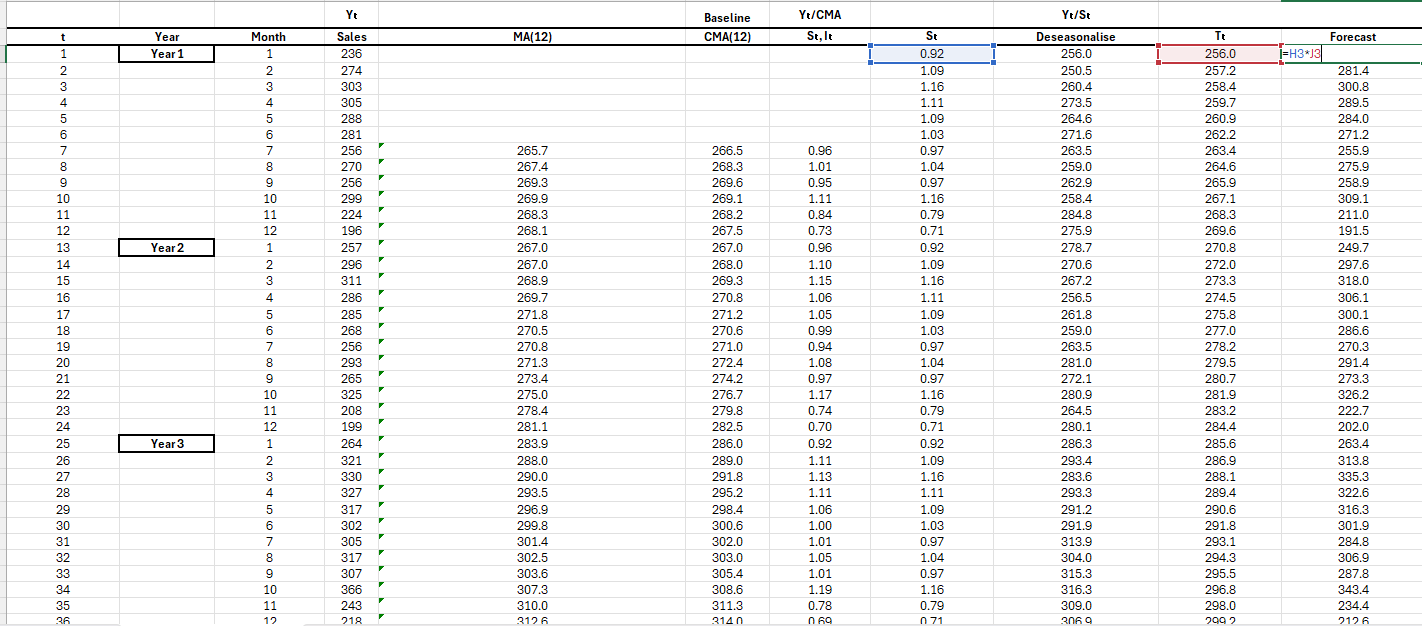 Yt Baseline Yt/CMA Yt/St
t Year Month Sales MA(12) CMA(12) St,It St Deseasonalise Tt Forecast
1 Year 1 1 236 0.92 256.0 256.0 =H3*J3
2 2 274 1.09 250.5 257.2 281.4
3 3 303 1.16 260.4 258.4 300.8
4 4 305 1.11 273.5 259.7 289.5
5 5 288 1.09 264.6 260.9 284.0
6 6 281 1.03 271.6 262.2 271.2
7 7 256 265.7 266.5 0.96 0.97 263.5 263.4 255.9
8 8 270 267.4 268.3 1.01 1.04 259.0 264.6 275.9
9 9 256 269.3 269.6 0.95 0.97 262.9 265.9 258.9
10 10 299 269.9 269.1 1.11 1.16 258.4 267.1 309.1
11 11 224 268.3 268.2 0.84 0.79 284.8 268.3 211.0
12 12 196 268.1 267.5 0.73 0.71 275.9 269.6 191.5
13 Year 2 1 257 267.0 267.0 0.96 0.92 278.7 270.8 249.7
14 2 296 267.0 268.0 1.10 1.09 270.6 272.0 297.6
15 3 311 268.9 269.3 1.15 1.16 267.2 273.3 318.0
16 4 286 269.7 270.8 1.06 1.11 256.5 274.5 306.1
17 5 285 271.8 271.2 1.05 1.09 261.8 275.8 300.1
18 6 268 270.5 270.6 0.99 1.03 259.0 277.0 286.6
19 7 256 270.8 271.0 0.94 0.97 263.5 278.2 270.3
20 8 293 271.3 272.4 1.08 1.04 281.0 279.5 291.4
21 9 265 273.4 274.2 0.97 0.97 272.1 280.7 273.3
22 10 325 275.0 276.7 1.17 1.16 280.9 281.9 326.2
23 11 208 278.4 279.8 0.74 0.79 264.5 283.2 222.7
24 12 199 281.1 282.5 0.70 0.71 280.1 284.4 202.0
25 Year 3 1 264 283.9 286.0 0.92 0.92 286.3 285.6 263.4
26 2 321 288.0 289.0 1.11 1.09 293.4 286.9 313.8
27 3 330 290.0 291.8 1.13 1.16 283.6 288.1 335.3
28 4 327 293.5 295.2 1.11 1.11 293.3 289.4 322.6
29 5 317 296.9 298.4 1.06 1.09 291.2 290.6 316.3
30 6 302 299.8 300.6 1.00 1.03 291.9 291.8 301.9
31 7 305 301.4 302.0 1.01 0.97 313.9 293.1 284.8
32 8 317 302.5 303.0 1.05 1.04 304.0 294.3 306.9
33 9 307 303.6 305.4 1.01 0.97 315.3 295.5 287.8
34 10 366 307.3 308.6 1.19 1.16 316.3 296.8 343.4
35 11 243 310.0 311.3 0.78 0.79 309.0 298.0 234.4
36 12 218 312.6 314.0 0.69 0.71 306.9 299.2 212.6